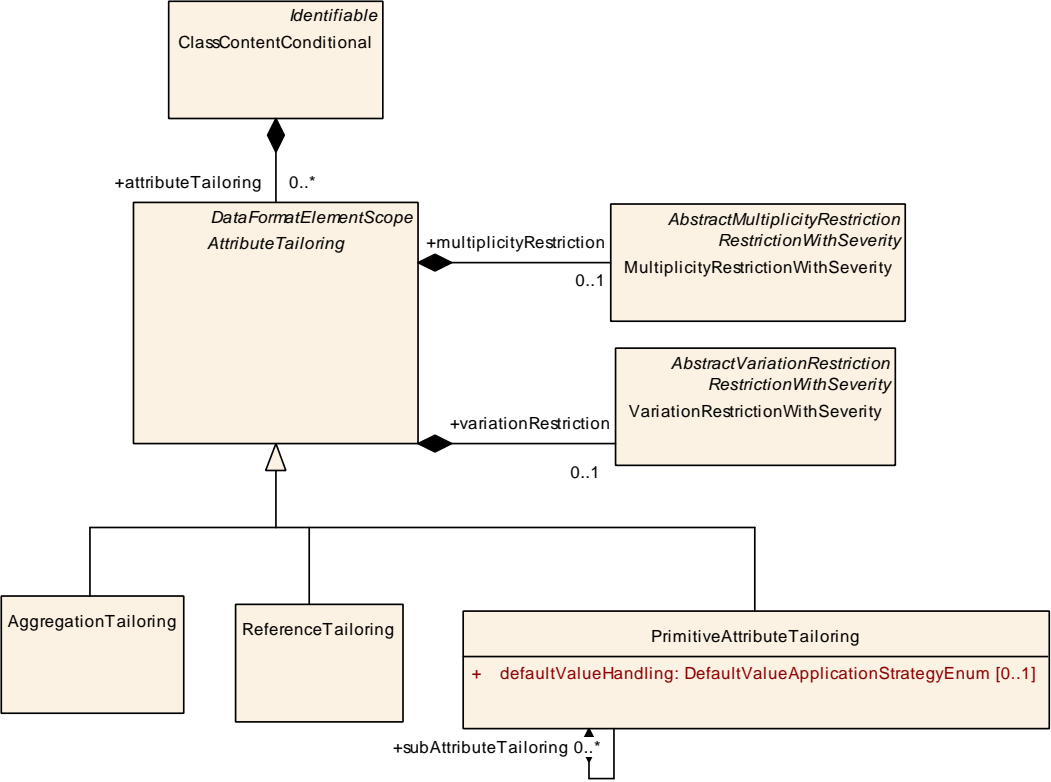 Identifiable
ClassContentConditional
+attributeTailoring 0..*
DataFormatElementScope
AttributeTailoring
+multiplicityRestriction
0..1
AbstractMultiplicityRestriction
RestrictionWithSeverity
MultiplicityRestrictionWithSeverity
+variationRestriction
0..1
AbstractVariationRestriction
RestrictionWithSeverity
VariationRestrictionWithSeverity
AggregationTailoring
ReferenceTailoring
PrimitiveAttributeTailoring
+ defaultValueHandling: DefaultValueApplicationStrategyEnum [0..1]
+subAttributeTailoring 0..*